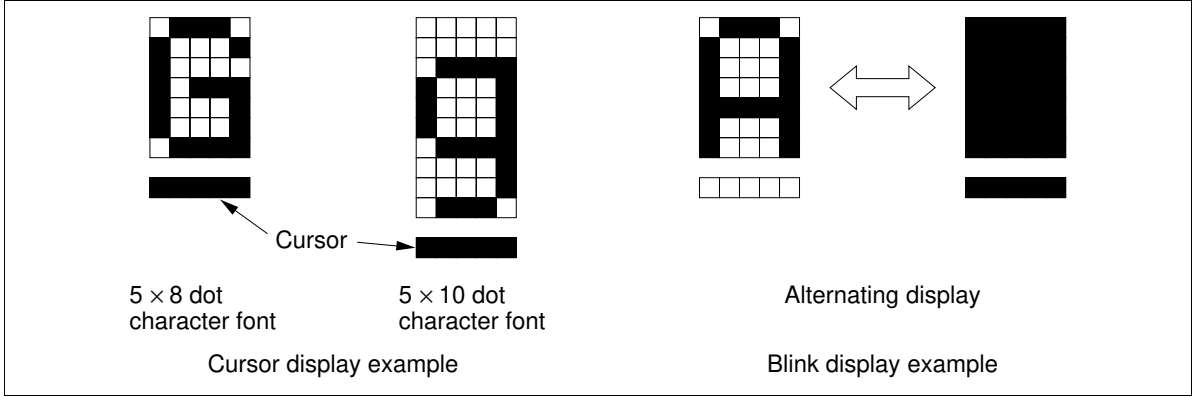 Cursor
5 × 8 dot
character font
5 × 10 dot
character font
Alternating display
Cursor display example
Blink display example